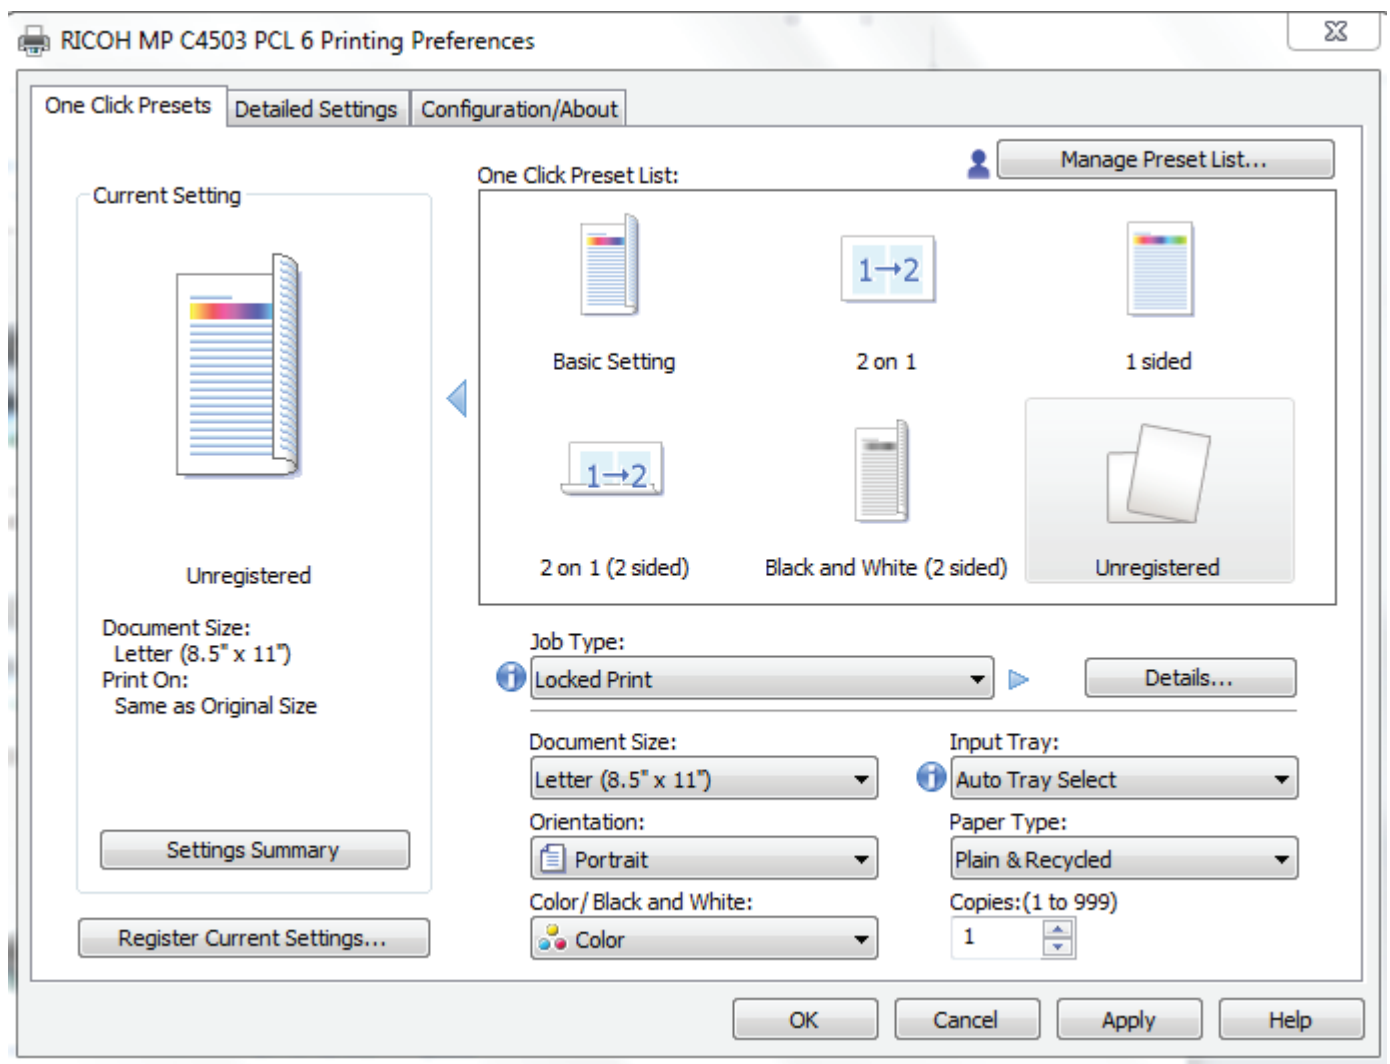 RICOH MP C4503 PCL 6 Printing Preferences
One Click Presets
Detailed Settings
Configuration/About
Manage Preset List...
One Click Preset List:
Current Setting
Basic Setting
1→2
2 on 1
1 sided
1→2
2 on 1 (2 sided)
Black and White (2 sided)
Unregistered
Unregistered
Document Size:
Letter (8.5" x 11")
Print On:
Same as Original Size
Settings Summary
Register Current Settings...
Job Type:
Locked Print
Details...
Document Size:
Letter (8.5" x 11")
Input Tray:
Auto Tray Select
Orientation:
Portrait
Paper Type:
Plain & Recycled
Color/ Black and White:
Color
Copies:(1 to 999)
1
OK
Cancel
Apply
Help